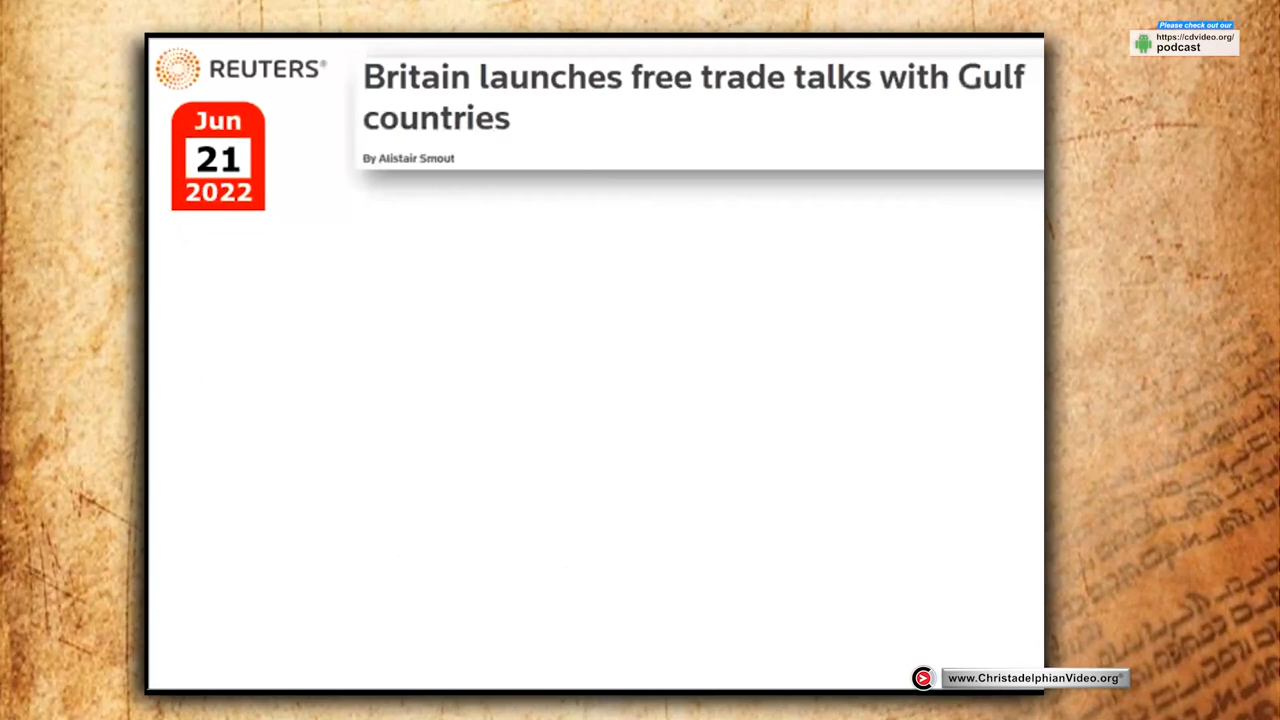 REUTERS®
Jun
21
2022
Britain launches free trade talks with Gulf
countries
By Alistair Smout
Please check out our
https://cdvideo.org/
podcast
www.ChristadelphianVideo.org®